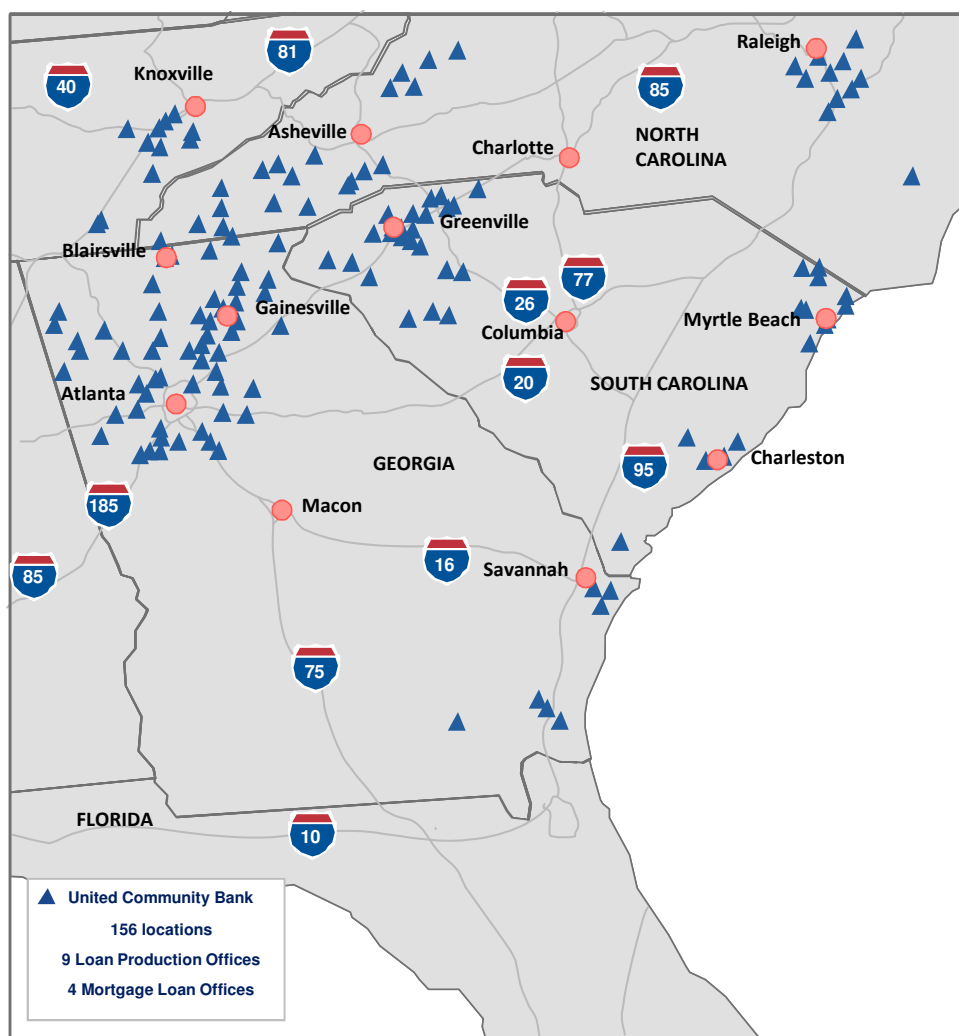 Raleigh
81
Knoxville
40
85
Asheville
NORTH
CAROLINA
Charlotte
Greenville
Blairsville
77
26
Gainesville
Myrtle Beach
Columbia
20
SOUTH CAROLINA
Atlanta
GEORGIA
95
Charleston
185
Macon
16
Savannah
85
75
FLORIDA
10
United Community Bank
156 locations
9 Loan Production Offices
4 Mortgage Loan Offices